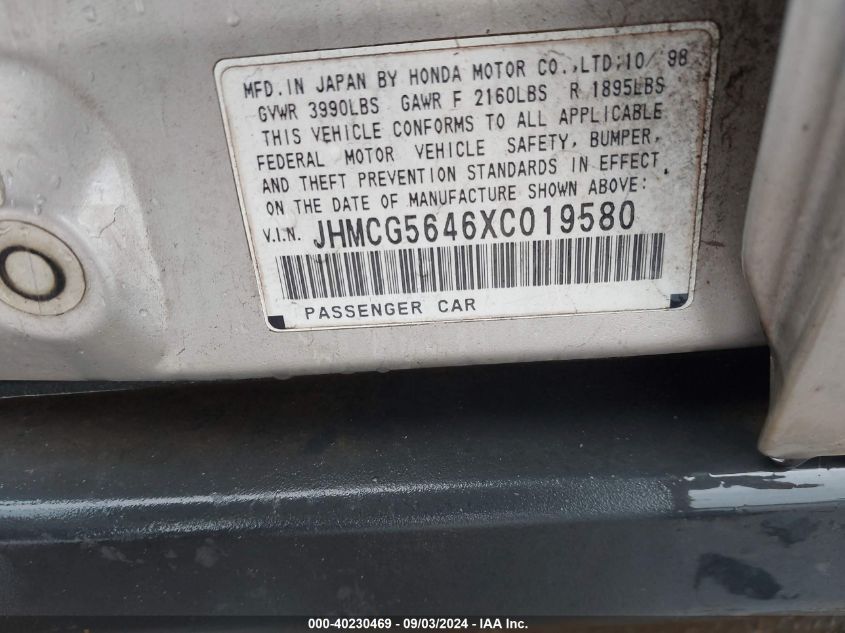 MFD. IN JAPAN BY HONDA MOTOR CO., LTD; 10/ '98
GVWR 3990LBS GAWR F 2160LBS R 1895LBS
THIS VEHICLE CONFORMS TO ALL APPLICABLE
FEDERAL MOTOR VEHICLE SAFETY, BUMPER,
AND THEFT PREVENTION STANDARDS IN EFFECT
ON THE DATE OF MANUFACTURE SHOWN ABOVE:
V.I.N. JHMCG5646XC019580
PASSENGER CAR
000-40230469 - 09/03/2024 - IAA Inc.